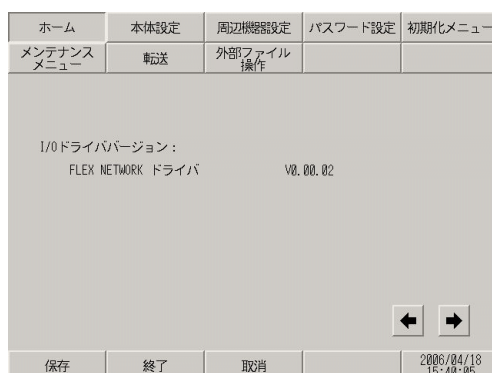 ホーム 本体設定 周辺機器設定 パスワード設定 初期化メニュー
メンテナンス
メニュー 転送 外部ファイル
操作
I/Oドライババージョン：
FLEX NETWORK ドライバ V0.00.02
保存 終了 取消 2006/04/18
15:40:05